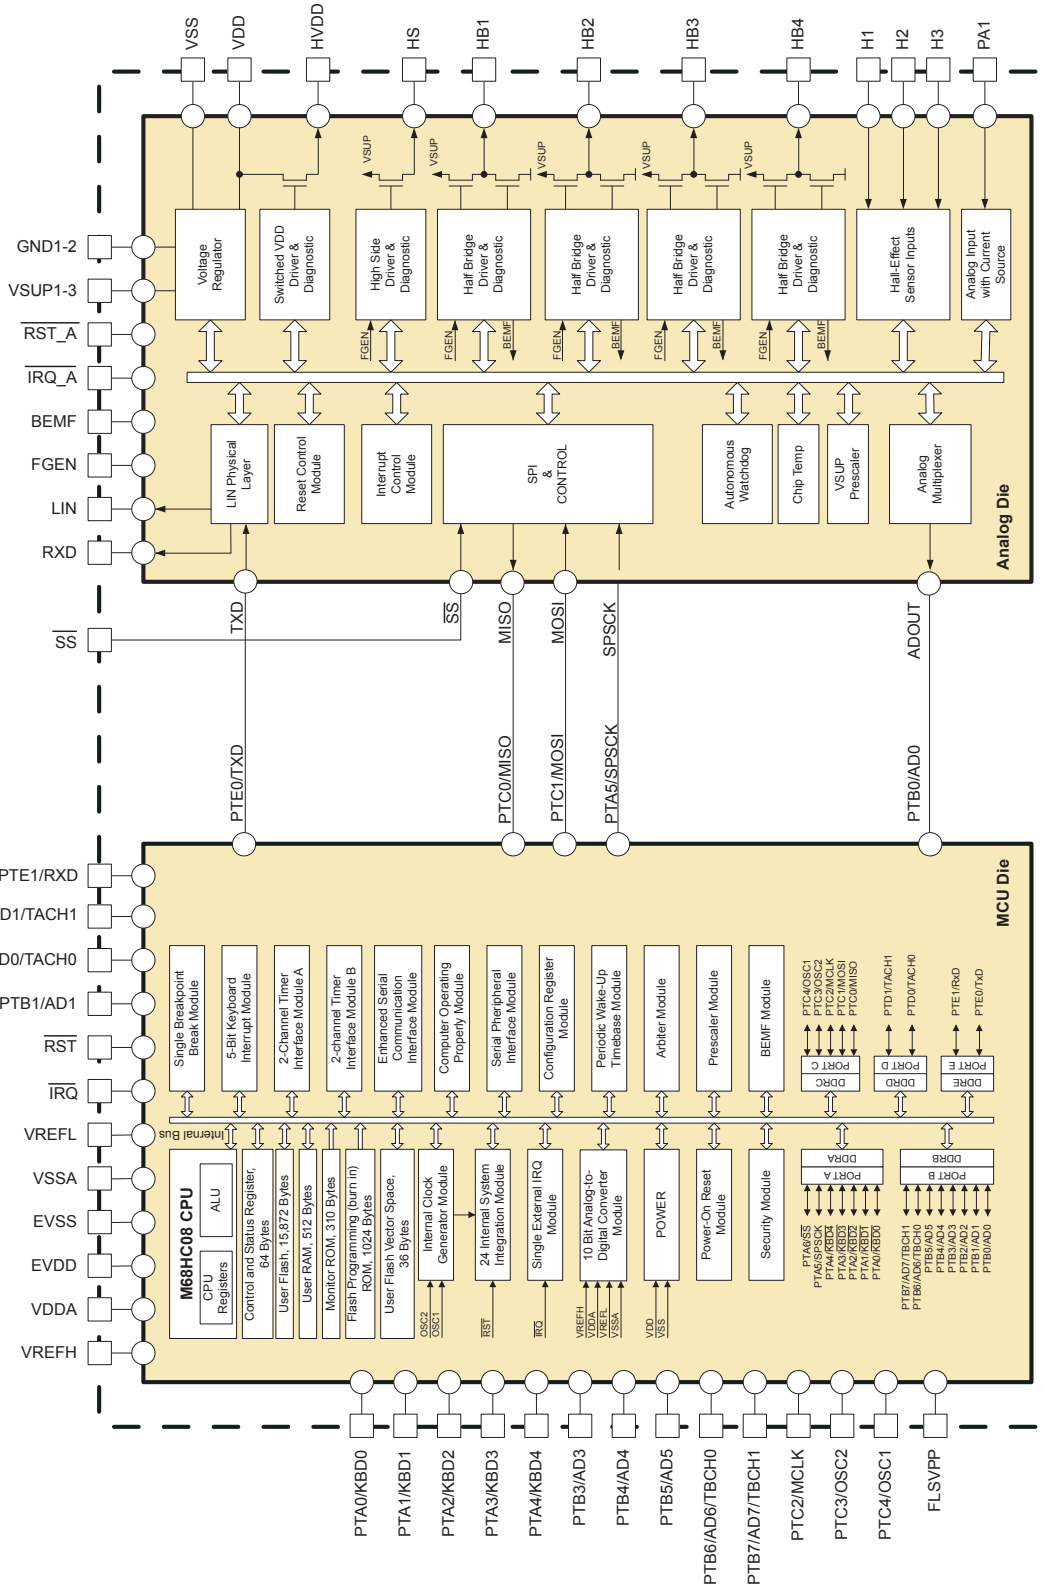 VSS
VDD
HVDD
HS
HB1
HB2
HB3
HB4
H1
H2
H3
PA1
GND1-2
VSUP1-3
RST_A
IRQ_A
BEMF
FGEN
LIN
RXD
SS
VSUP
VSUP
VSUP
VSUP
VSUP
Voltage
Regulator
Switched VDD
Driver &
Diagnostic
High Side
Driver &
Diagnostic
Half Bridge
Driver &
Diagnostic
Half Bridge
Driver &
Diagnostic
Half Bridge
Driver &
Diagnostic
Half Bridge
Driver &
Diagnostic
Hall-Effect
Sensor Inputs
Analog Input
with Current
Source
FGEN
FGEN
BEMF
FGEN
BEMF
FGEN
BEMF
FGEN
BEMF
LIN Physical
Layer
Reset Control
Module
Interrupt
Control
Module
SPI
&
CONTROL
Autonomous
Watchdog
Chip Temp
VSUP
Prescaler
Analog
Multiplexer
Analog Die
TXD
SS
MISO
MOSI
SPSCK
ADOUT
PTE0/TXD
PTC0/MISO
PTC1/MOSI
PTA5/SPSCK
PTB0/AD0
PTE1/RXD
D1/TACH1
D0/TACH0
PTB1/AD1
RST
IRQ
VREFL
VSSA
EVSS
EVDD
VDDA
VREFH
MCU Die
Single Breakpoint
Break Module
5-Bit Keyboard
Interrupt Module
2-Channel Timer
Interface Module A
2-channel Timer
Interface Module B
Enhanced Serial
Communication
Interface Module
Computer Operating
Property Module
Serial Pheripheral
Interface Module
Configuration Register
Module
Periodic Wake-Up
Timebase Module
Arbiter Module
Prescaler Module
BEMF Module
PTC4/OSC1
PTC3/OSC2
PTC2/MCLK
PTC1/MOSI
PTC0/MISO
PORT C
DDRC
PTD1/TACH1
PTD0/TACH0
PORT D
DDRD
PTE1/RxD
PTE0/TxD
PORT E
DDRE
Internal Bus
M68HC08 CPU
CPU
Registers
ALU
Control and Status Register,
64 Bytes
User Flash, 15,872 Bytes
User RAM, 512 Bytes
Monitor ROM, 310 Bytes
Flash Programming (burn in)
ROM, 1024 Bytes
User Flash Vector Space,
36 Bytes
Internal Clock
Generator Module
24 Internal System
Integration Module
Single External IRQ
Module
10 Bit Analog-to-
Digital Converter
Module
POWER
Power-On Reset
Module
Security Module
OSC2
OSC1
RST
IRQ
VREFH
VDDA
VREFL
VSSA
VDD
VSS
DDRA
PORT A
PTA6/SS
PTA5/SPSCK
PTA4/KBD4
PTA3/KBD3
PTA2/KBD2
PTA1/KBD1
PTA0/KBD0
DDRB
PORT B
PTB7/AD7/TBCH1
PTB6/AD6/TBCH0
PTB5/AD5
PTB4/AD4
PTB3/AD3
PTB2/AD2
PTB1/AD1
PTB0/AD0
PTA0/KBD0
PTA1/KBD1
PTA2/KBD2
PTA3/KBD3
PTA4/KBD4
PTB3/AD3
PTB4/AD4
PTB5/AD5
PTB6/AD6/TBCH0
PTB7/AD7/TBCH1
PTC2/MCLK
PTC3/OSC2
PTC4/OSC1
FLSVPP